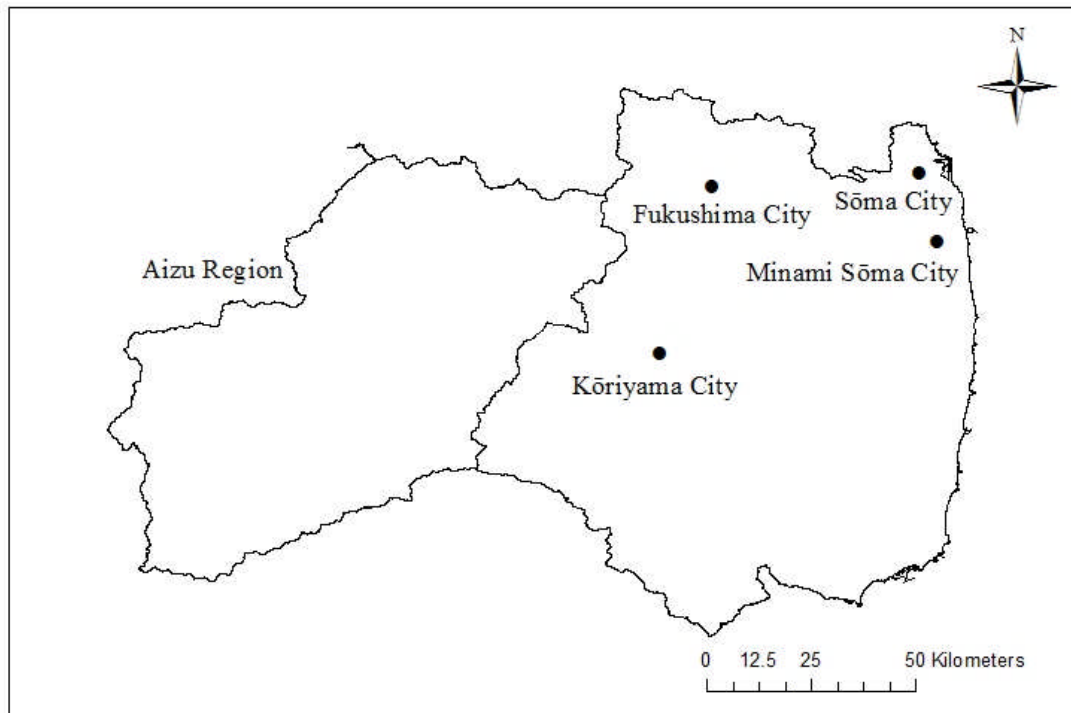 N
Sōma City
Fukushima City
Minami Sōma City
Aizu Region
Kōriyama City
0 12.5 25 50 Kilometers